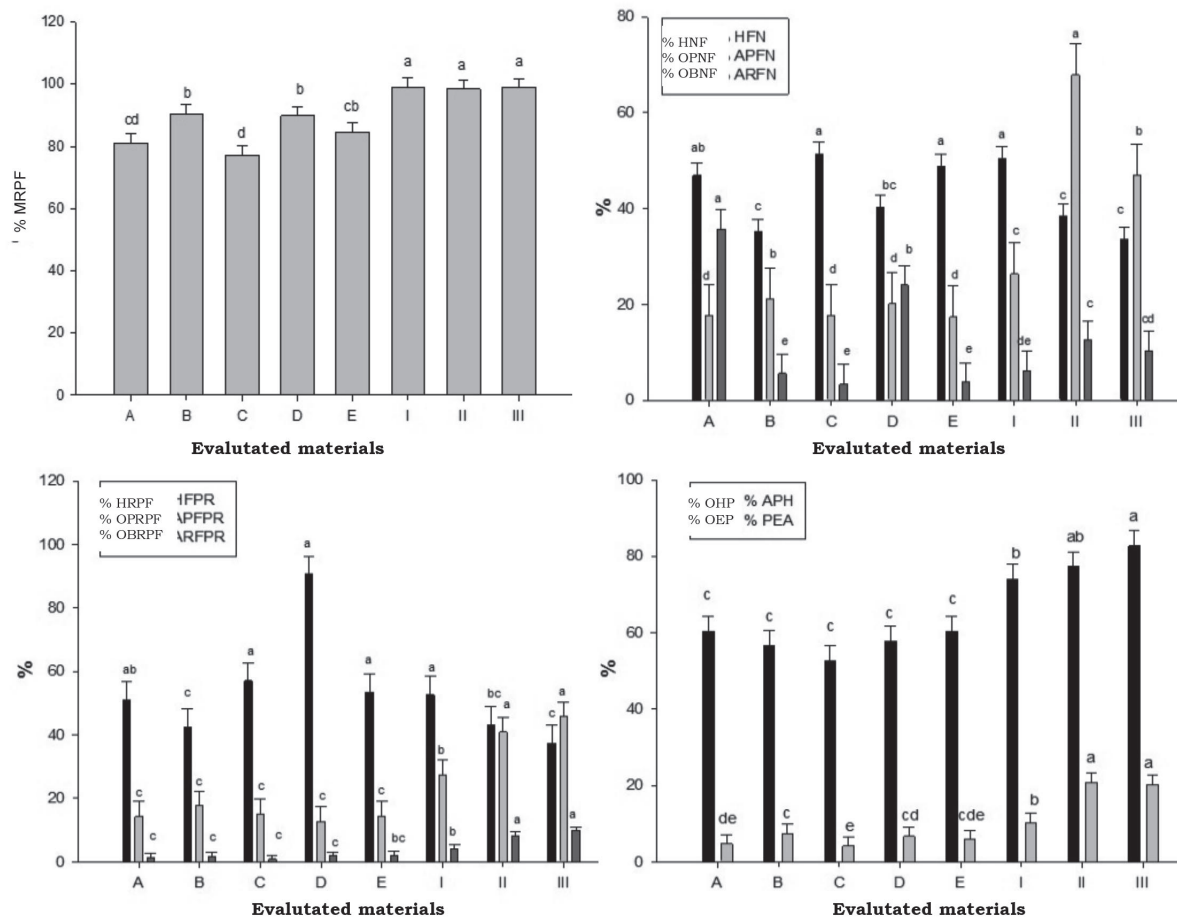 120
100
80
60
40
20
0
% MRPF
cd
b
d
b
cb
a
a
a
A B C D E I II III
Evalutated materials
80
60
40
20
0
%
% HNF HFN
% OPNF % APFN
% OBNF % ARFN
ab d a
c b e
a d e
bc d b
a d e
a c de
c a c
c b cd
A B C D E I II III
Evalutated materials
120
100
80
60
40
20
0
%
% HRPF HFPR
% OPRPF APFPR
% OBRPF ARFPR
ab c c
c c c
a c c
a c c
a c bc
a b b
bc a a
c a a
A B C D E I II III
Evalutated materials
100
80
60
40
20
0
%
% OHP % APH
% OEP % PEA
c de
c c
c e
c cd
c cde
b b
ab a
a a
A B C D E I II III
Evalutated materials